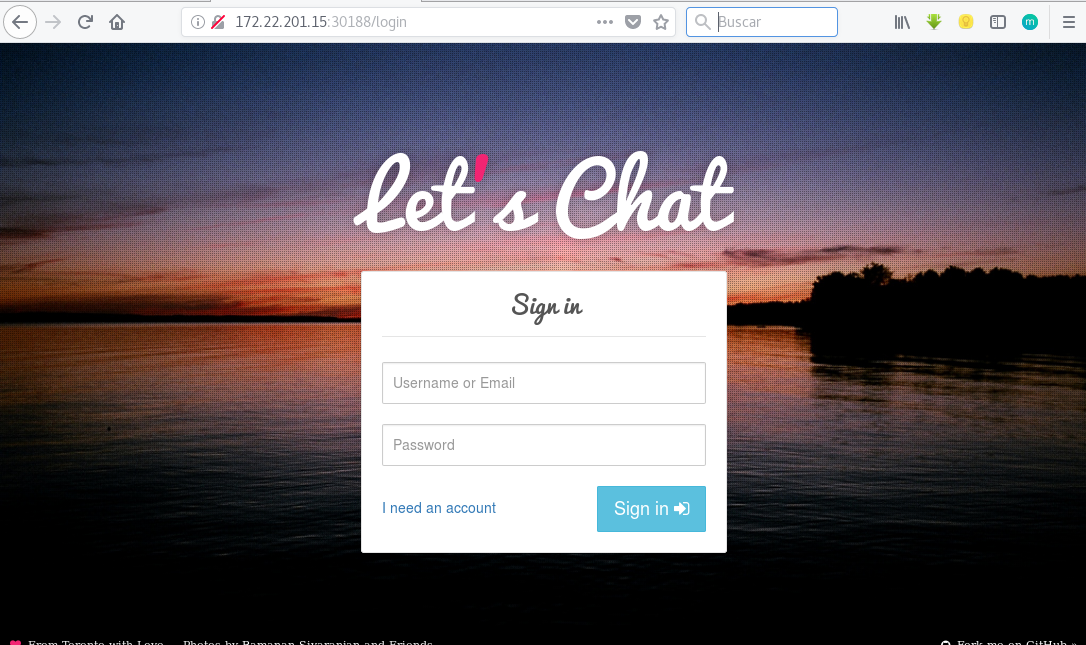 172.22.201.15:30188/login
Buscar
m
Let's Chat
Sign in
Username or Email
Password
I need an account
Sign in
From Toronto with Love
Photos by Ramanan Sivaranjan and Friends
Fork me on GitHub »